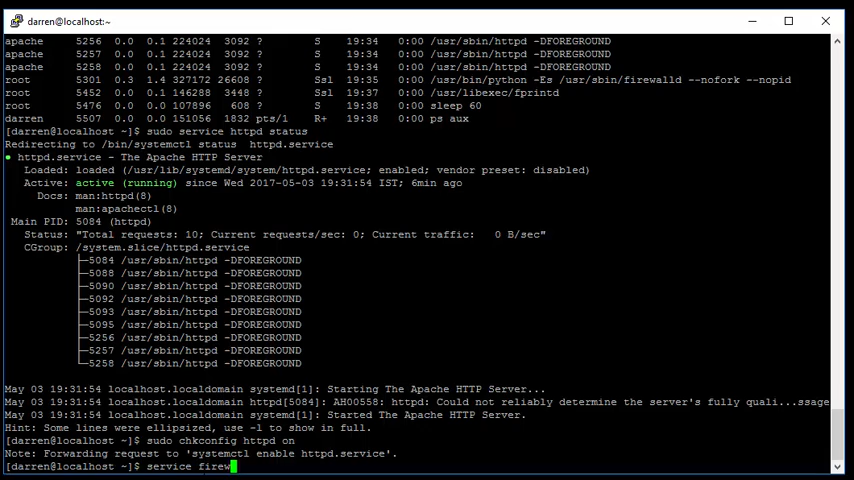 darren@localhost:~
apache    5256  0.0  0.1 224024  3092 ?        S    19:34   0:00 /usr/sbin/httpd -DFOREGROUND
apache    5257  0.0  0.1 224024  3092 ?        S    19:34   0:00 /usr/sbin/httpd -DFOREGROUND
apache    5258  0.0  0.1 224024  3092 ?        S    19:34   0:00 /usr/sbin/httpd -DFOREGROUND
root      5301  0.3  1.4 327172 26608 ?        Ssl  19:35   0:00 /usr/bin/python -Es /usr/sbin/firewalld --nofork --nopid
root      5452  0.0  0.1 146288  3448 ?        Ssl  19:37   0:00 /usr/libexec/fprintd
root      5476  0.0  0.0 107896   608 ?        S    19:38   0:00 sleep 60
darren    5507  0.0  0.0 151056  1832 pts/1    R+   19:38   0:00 ps aux
[darren@localhost ~]$ sudo service httpd status
Redirecting to /bin/systemctl status  httpd.service
● httpd.service - The Apache HTTP Server
Loaded: loaded (/usr/lib/systemd/system/httpd.service; enabled; vendor preset: disabled)
Active: active (running) since Wed 2017-05-03 19:31:54 IST; 6min ago
Docs: man:httpd(8)
man:apachectl(8)
Main PID: 5084 (httpd)
Status: "Total requests: 10; Current requests/sec: 0; Current traffic:   0 B/sec"
CGroup: /system.slice/httpd.service
├─5084 /usr/sbin/httpd -DFOREGROUND
├─5088 /usr/sbin/httpd -DFOREGROUND
├─5090 /usr/sbin/httpd -DFOREGROUND
├─5092 /usr/sbin/httpd -DFOREGROUND
├─5093 /usr/sbin/httpd -DFOREGROUND
├─5095 /usr/sbin/httpd -DFOREGROUND
├─5256 /usr/sbin/httpd -DFOREGROUND
├─5257 /usr/sbin/httpd -DFOREGROUND
└─5258 /usr/sbin/httpd -DFOREGROUND
May 03 19:31:54 localhost.localdomain systemd[1]: Starting The Apache HTTP Server...
May 03 19:31:54 localhost.localdomain httpd[5084]: AH00558: httpd: Could not reliably determine the server's fully quali...ssage
May 03 19:31:54 localhost.localdomain systemd[1]: Started The Apache HTTP Server.
Hint: Some lines were ellipsized, use -l to show in full.
[darren@localhost ~]$ sudo chkconfig httpd on
Note: Forwarding request to 'systemctl enable httpd.service'.
[darren@localhost ~]$ service firew